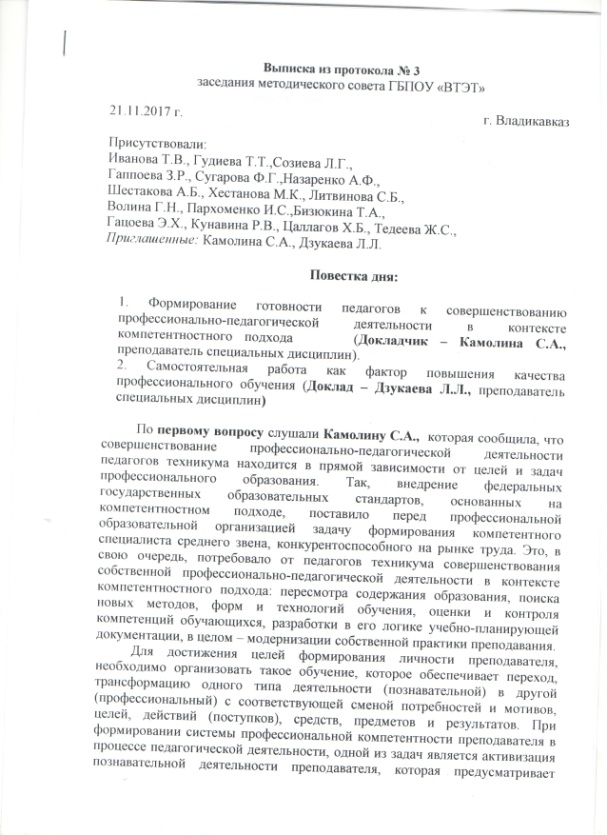 Выписка из протокола № 3
заседания методического совета ГБПОУ «ВТЭТ»
21.11.2017 г.
г. Владикавказ
Присутствовали:
Иванова Т.В., Гудиева Т.Т.,Созиева Л.Г.,
Гаппоева З.Р., Сугарова Ф.Г.,Назаренко А.Ф.,
Шестакова А.Б., Хестанова М.К., Литвинова С.Б.,
Волина Г.Н., Пархоменко И.С.,Бизюкина Т.А.,
Гацоева Э.Х., Кунавина Р.В., Цаллагов Х.Б., Тедеева Ж.С.,
Приглашенные: Камолина С.А., Дзукаева Л.Л.
Повестка дня:
1. Формирование готовности педагогов к совершенствованию
профессионально-педагогической деятельности в контексте
компетентностного подхода (Докладчик – Камолина С.А.,
преподаватель специальных дисциплин).
2. Самостоятельная работа как фактор повышения качества
профессионального обучения (Доклад – Дзукаева Л.Л., преподаватель
специальных дисциплин)
По первому вопросу слушали Камолину С.А., которая сообщила, что
совершенствование профессионально-педагогической деятельности
педагогов техникума находится в прямой зависимости от целей и задач
профессионального образования. Так, внедрение федеральных
государственных образовательных стандартов, основанных на
компетентностном подходе, поставило перед профессиональной
образовательной организацией задачу формирования компетентного
специалиста среднего звена, конкурентоспособного на рынке труда. Это, в
свою очередь, потребовало от педагогов техникума совершенствования
собственной профессионально-педагогической деятельности в контексте
компетентностного подхода: пересмотра содержания образования, поиска
новых методов, форм и технологий обучения, оценки и контроля
компетенций обучающихся, разработки в его логике учебно-планирующей
документации, в целом – модернизации собственной практики преподавания.
Для достижения целей формирования личности преподавателя,
необходимо организовать такое обучение, которое обеспечивает переход,
трансформацию одного типа деятельности (познавательной) в другой
(профессиональный) с соответствующей сменой потребностей и мотивов,
целей, действий (поступков), средств, предметов и результатов. При
формировании системы профессиональной компетентности преподавателя в
процессе педагогической деятельности, одной из задач является активизация
познавательной деятельности преподавателя, которая предусматривает